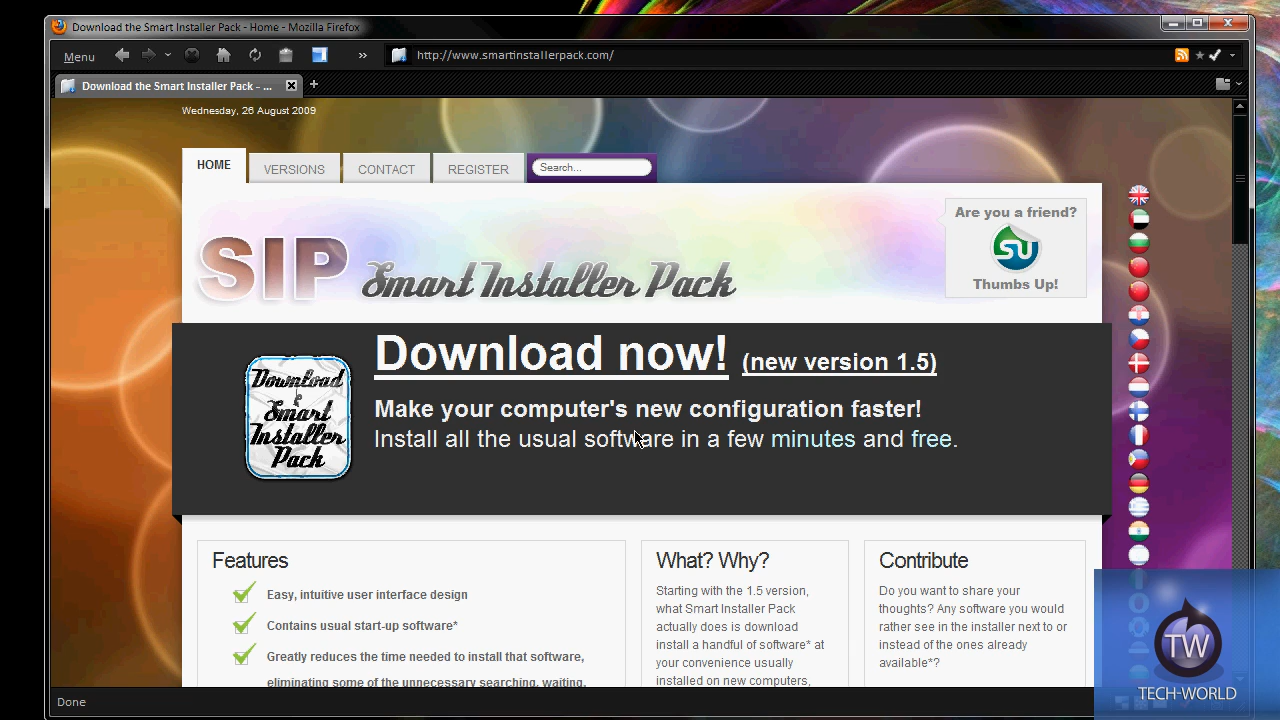 Download the Smart Installer Pack - Home - Mozilla Firefox
Menu
»
http://www.smartinstallerpack.com/
Download the Smart Installer Pack - ...
Wednesday, 26 August 2009
HOME
VERSIONS
CONTACT
REGISTER
Search...
SIP Smart Installer Pack
Are you a friend?
SU
Thumbs Up!
Download
Smart
Installer
Pack
Download now! (new version 1.5)
Make your computer's new configuration faster!
Install all the usual software in a few minutes and free.
Features
Easy, intuitive user interface design
Contains usual start-up software*
Greatly reduces the time needed to install that software,
eliminating some of the unnecessary searching, waiting,
What? Why?
Starting with the 1.5 version,
what Smart Installer Pack
actually does is download
install a handful of software* at
your convenience usually
installed on new computers,
Contribute
Do you want to share your
thoughts? Any software you would
rather see in the installer next to or
instead of the ones already
available*?
TW
TECH-WORLD
Done